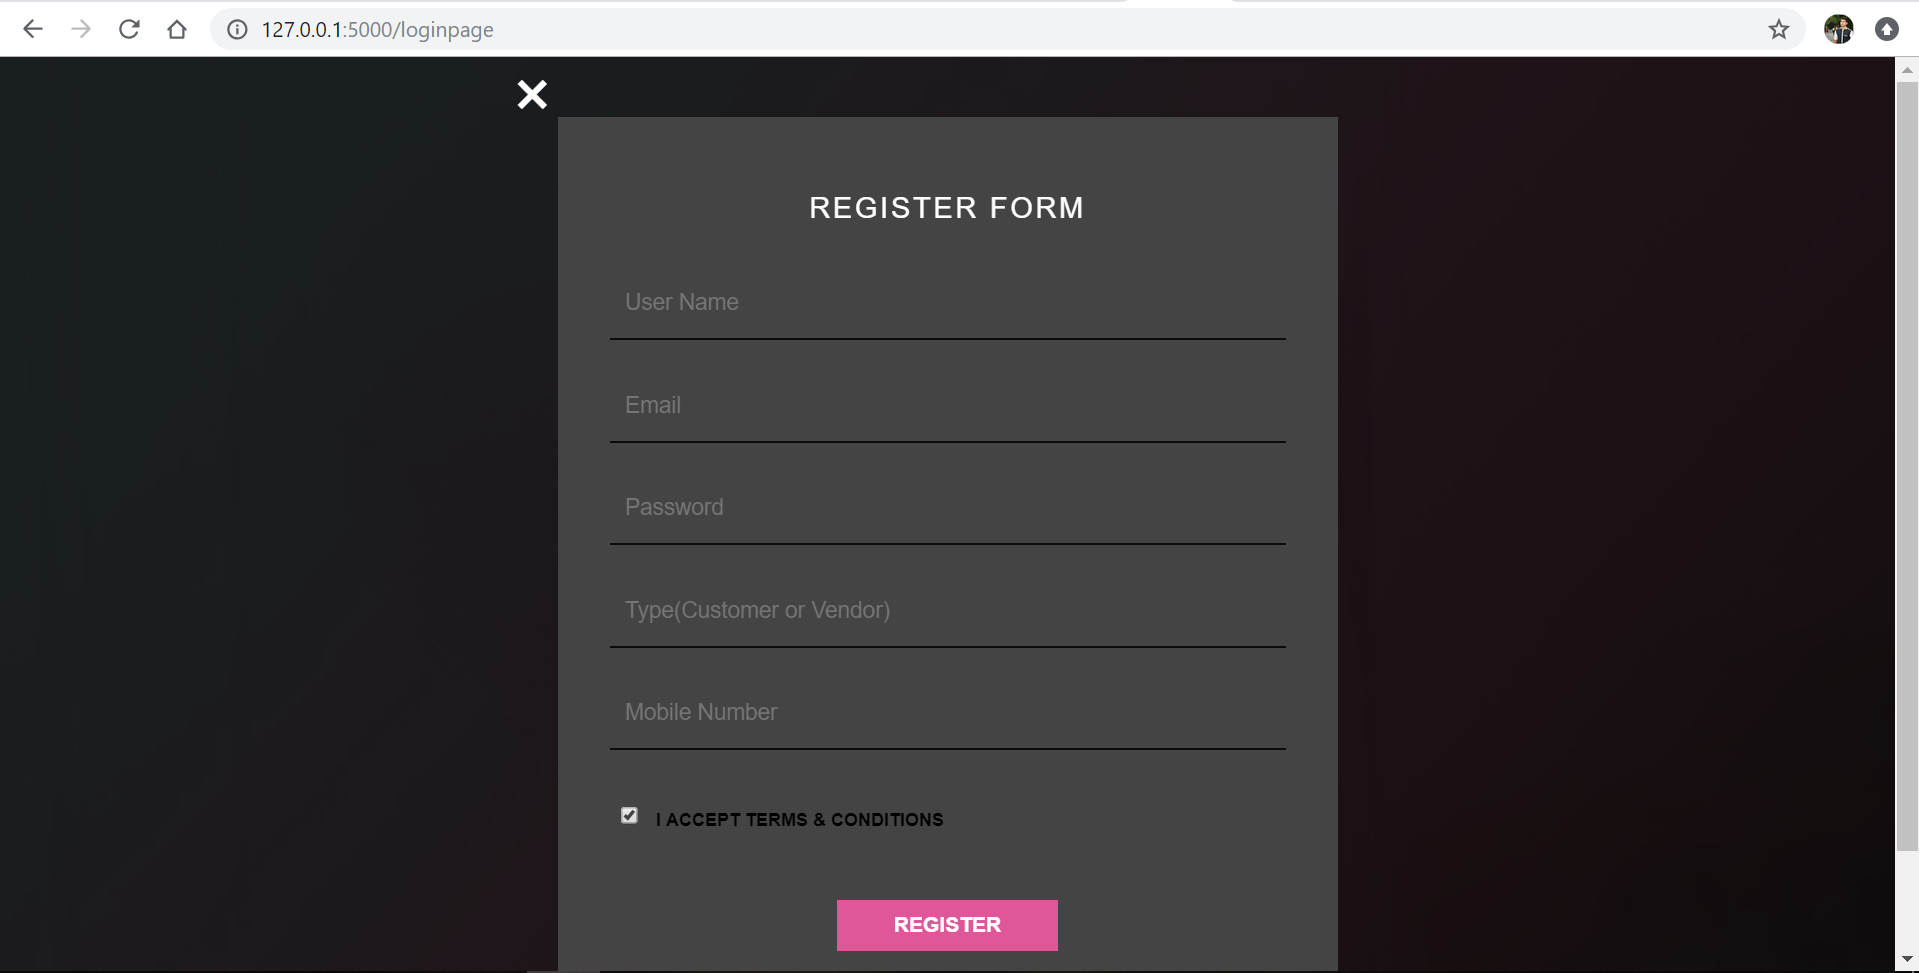 127.0.0.1:5000/loginpage
REGISTER FORM
User Name
Email
Password
Type(Customer or Vendor)
Mobile Number
I ACCEPT TERMS & CONDITIONS
REGISTER